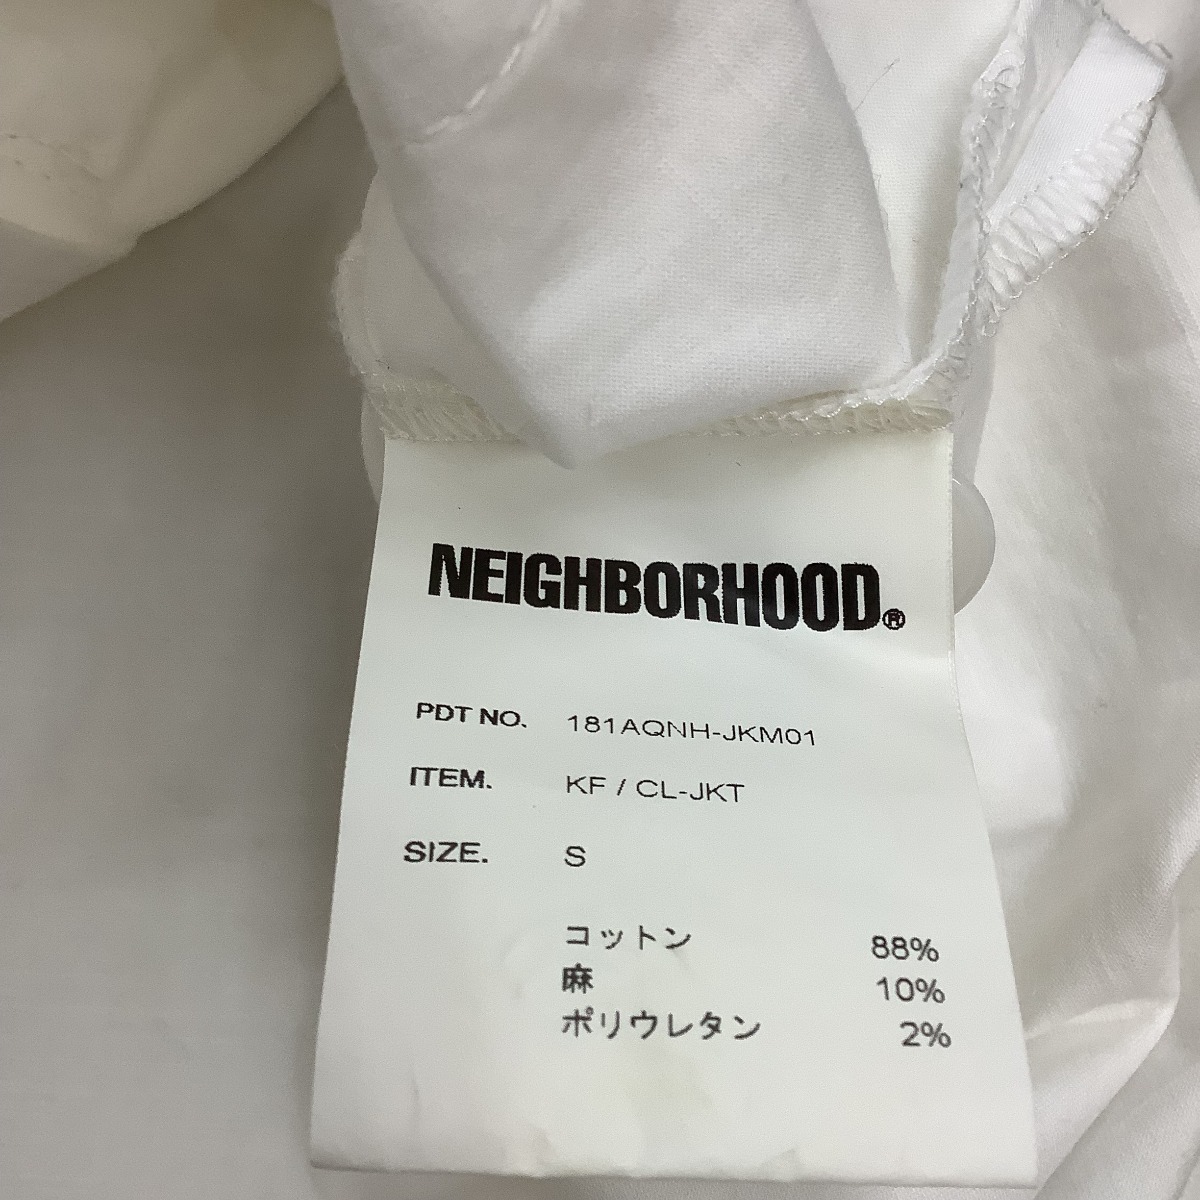 NEIGHBORHOOD®
PDT NO. 181AQNH-JKM01
ITEM. KF / CL-JKT
SIZE. S
コットン 88%
麻 10%
ポリウレタン 2%